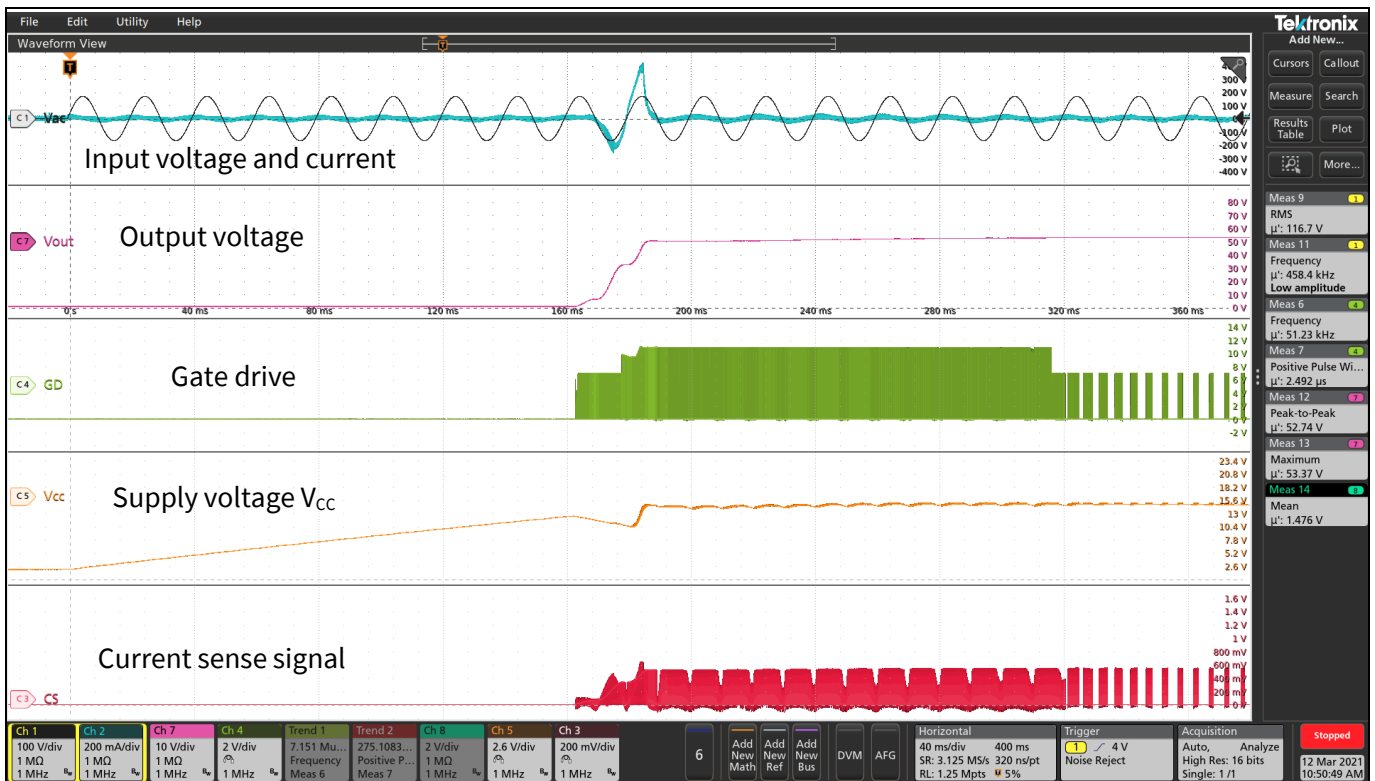 File Edit Utility Help
Tektronix
Waveform View
Add New...
Cursors Callout
Measure Search
Results Table Plot
More...
T
T
C1 Vac
300 V
200 V
100 V
-100 V
-200 V
-300 V
-400 V
Input voltage and current
C7 Vout
Output voltage
80 V
70 V
60 V
50 V
40 V
30 V
20 V
10 V
0 V
0 s 40 ms 80 ms 120 ms 160 ms 200 ms 240 ms 280 ms 320 ms 360 ms
C4 GD
Gate drive
14 V
12 V
10 V
8 V
6 V
4 V
2 V
0 V
-2 V
C5 Vcc
Supply voltage VCC
23.4 V
20.8 V
18.2 V
15.6 V
13 V
10.4 V
7.8 V
5.2 V
2.6 V
C3 CS
Current sense signal
1.6 V
1.4 V
1.2 V
1 V
800 mV
600 mV
400 mV
200 mV
0 V
Meas 9 1
RMS
µ': 116.7 V
Meas 11 1
Frequency
µ': 458.4 kHz
Low amplitude
Meas 6 4
Frequency
µ': 51.23 kHz
Meas 7 4
Positive Pulse Wi...
µ': 2.492 µs
Meas 12 7
Peak-to-Peak
µ': 52.74 V
Meas 13 7
Maximum
µ': 53.37 V
Meas 14 8
Mean
µ': 1.476 V
Ch 1
100 V/div
1 MΩ
1 MHz Bw
Ch 2
200 mA/div
1 MΩ
1 MHz Bw
Ch 7
10 V/div
1 MΩ
1 MHz Bw
Ch 4
2 V/div
1 MHz Bw
Trend 1
7.151 Mu...
Frequency
Meas 6
Trend 2
275.1083...
Positive P...
Meas 7
Ch 8
2 V/div
1 MΩ
1 MHz Bw
Ch 5
2.6 V/div
1 MHz Bw
Ch 3
200 mV/div
1 MHz Bw
6
Add New Math
Add New Ref
Add New Bus
DVM
AFG
Horizontal
40 ms/div 400 ms
SR: 3.125 MS/s 320 ns/pt
RL: 1.25 Mpts 5%
Trigger
1 4 V
Noise Reject
Acquisition
Auto, Analyze
High Res: 16 bits
Single: 1 /1
Stopped
12 Mar 2021
10:50:49 AM